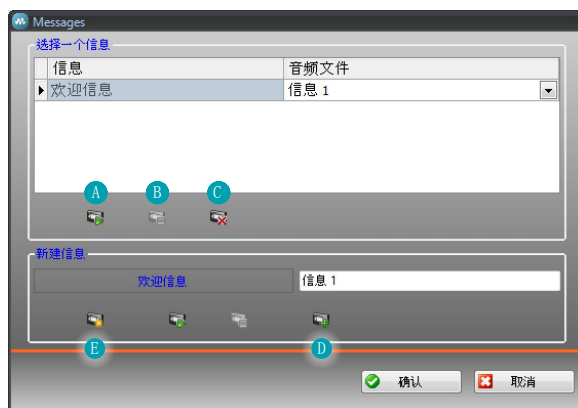 Messages
选择一个信息
信息 音频文件
欢迎信息 信息 1
A B C
新建信息
欢迎信息 信息 1
E D
确认 取消